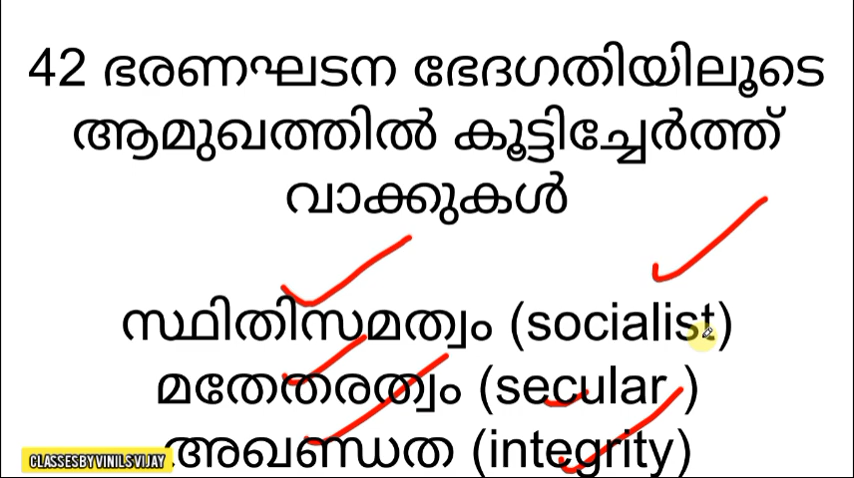 42 ഭരണഘടന ഭേദഗതിയിലൂടെ
ആമുഖത്തിൽ കൂട്ടിച്ചേർത്ത്
വാക്കുകൾ
സ്ഥിതിസമത്വം (socialist)
മതേതരത്വം (secular )
അഖണ്ഡത (integrity)
CLASSESBYVINILSVIJAY